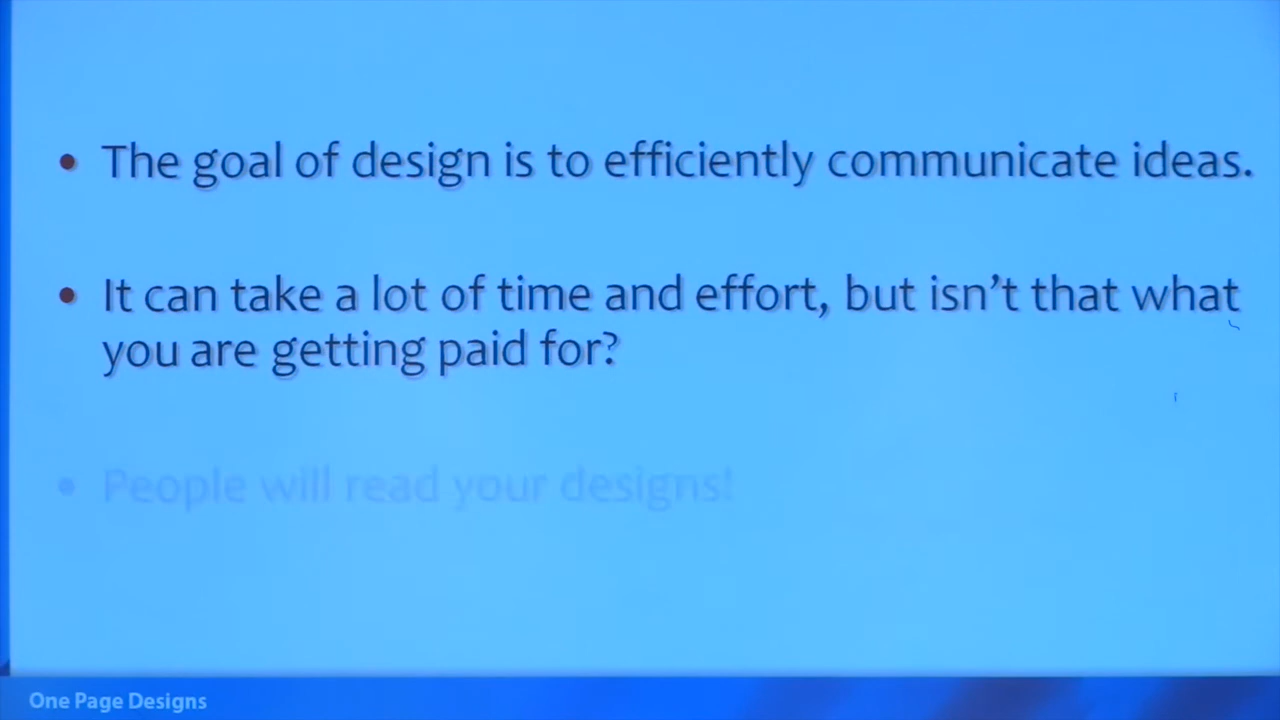 • The goal of design is to efficiently communicate ideas.
• It can take a lot of time and effort, but isn’t that what
you are getting paid for?
• People will read your designs!
One Page Designs